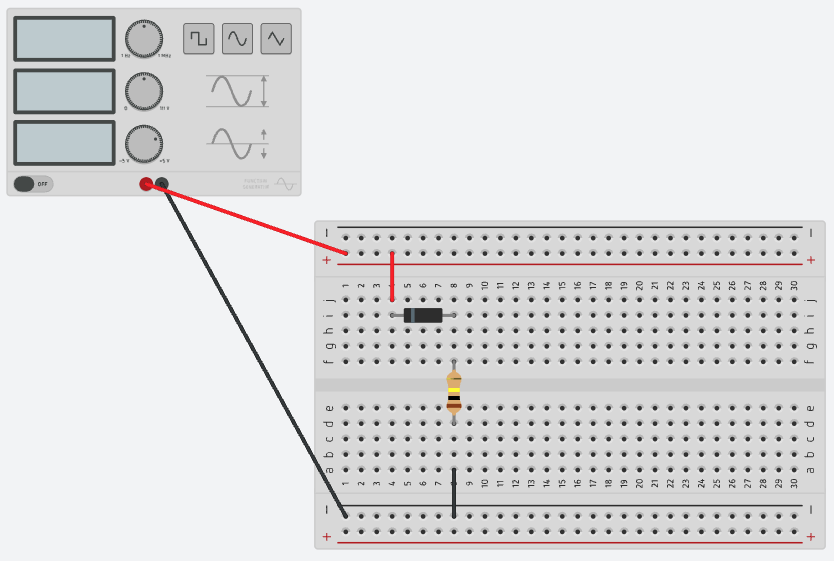 1 Hz 1 MHz
0 10 V
-5 V +5 V
OFF
FUNCTION
GENERATOR
− −
+ +
1 2 3 4 5 6 7 8 9 10 11 12 13 14 15 16 17 18 19 20 21 22 23 24 25 26 27 28 29 30
j j
i i
h h
g g
f f
e e
d d
c c
b b
a a
1 2 3 4 5 6 7 8 9 10 11 12 13 14 15 16 17 18 19 20 21 22 23 24 25 26 27 28 29 30
− −
+ +